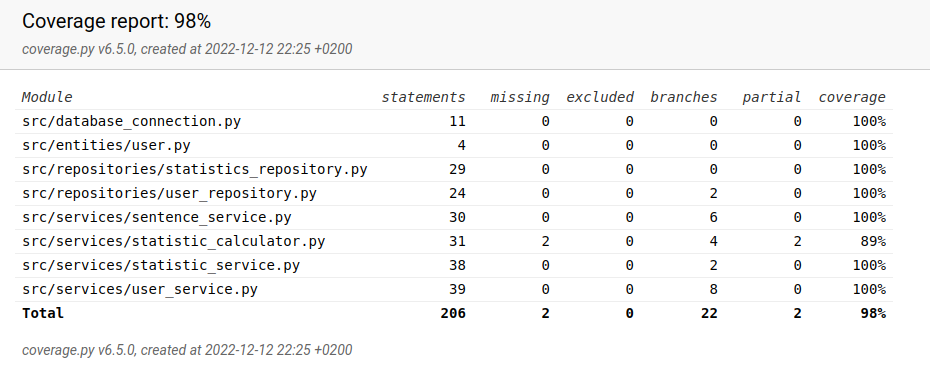 Coverage report: 98%
coverage.py v6.5.0, created at 2022-12-12 22:25 +0200
Module statements missing excluded branches partial coverage
src/database_connection.py 11 0 0 0 0 100%
src/entities/user.py 4 0 0 0 0 100%
src/repositories/statistics_repository.py 29 0 0 0 0 100%
src/repositories/user_repository.py 24 0 0 2 0 100%
src/services/sentence_service.py 30 0 0 6 0 100%
src/services/statistic_calculator.py 31 2 0 4 2 89%
src/services/statistic_service.py 38 0 0 2 0 100%
src/services/user_service.py 39 0 0 8 0 100%
Total 206 2 0 22 2 98%
coverage.py v6.5.0, created at 2022-12-12 22:25 +0200